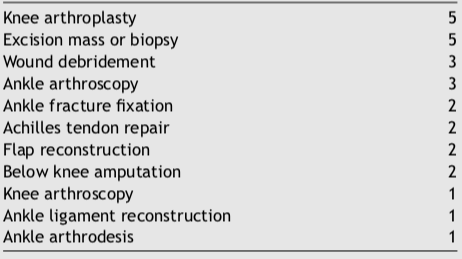 Knee arthroplasty 5
Excision mass or biopsy 5
Wound debridement 3
Ankle arthroscopy 3
Ankle fracture fixation 2
Achilles tendon repair 2
Flap reconstruction 2
Below knee amputation 2
Knee arthroscopy 1
Ankle ligament reconstruction 1
Ankle arthrodesis 1